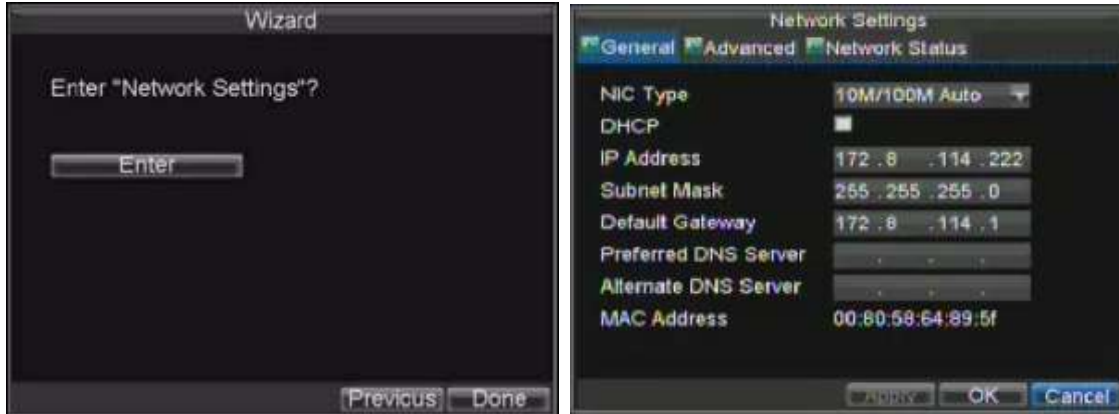 Wizard
Enter "Network Settings"?
Enter
Previous Done
Network Settings
General Advanced Network Status
NIC Type 10M/100M Auto
DHCP
IP Address 172 .8 .114 .222
Subnet Mask 255 .255 .255 .0
Default Gateway 172 .8 .114 .1
Preferred DNS Server . . .
Alternate DNS Server . . .
MAC Address 00:80:58:64:89:5f
Apply OK Cancel